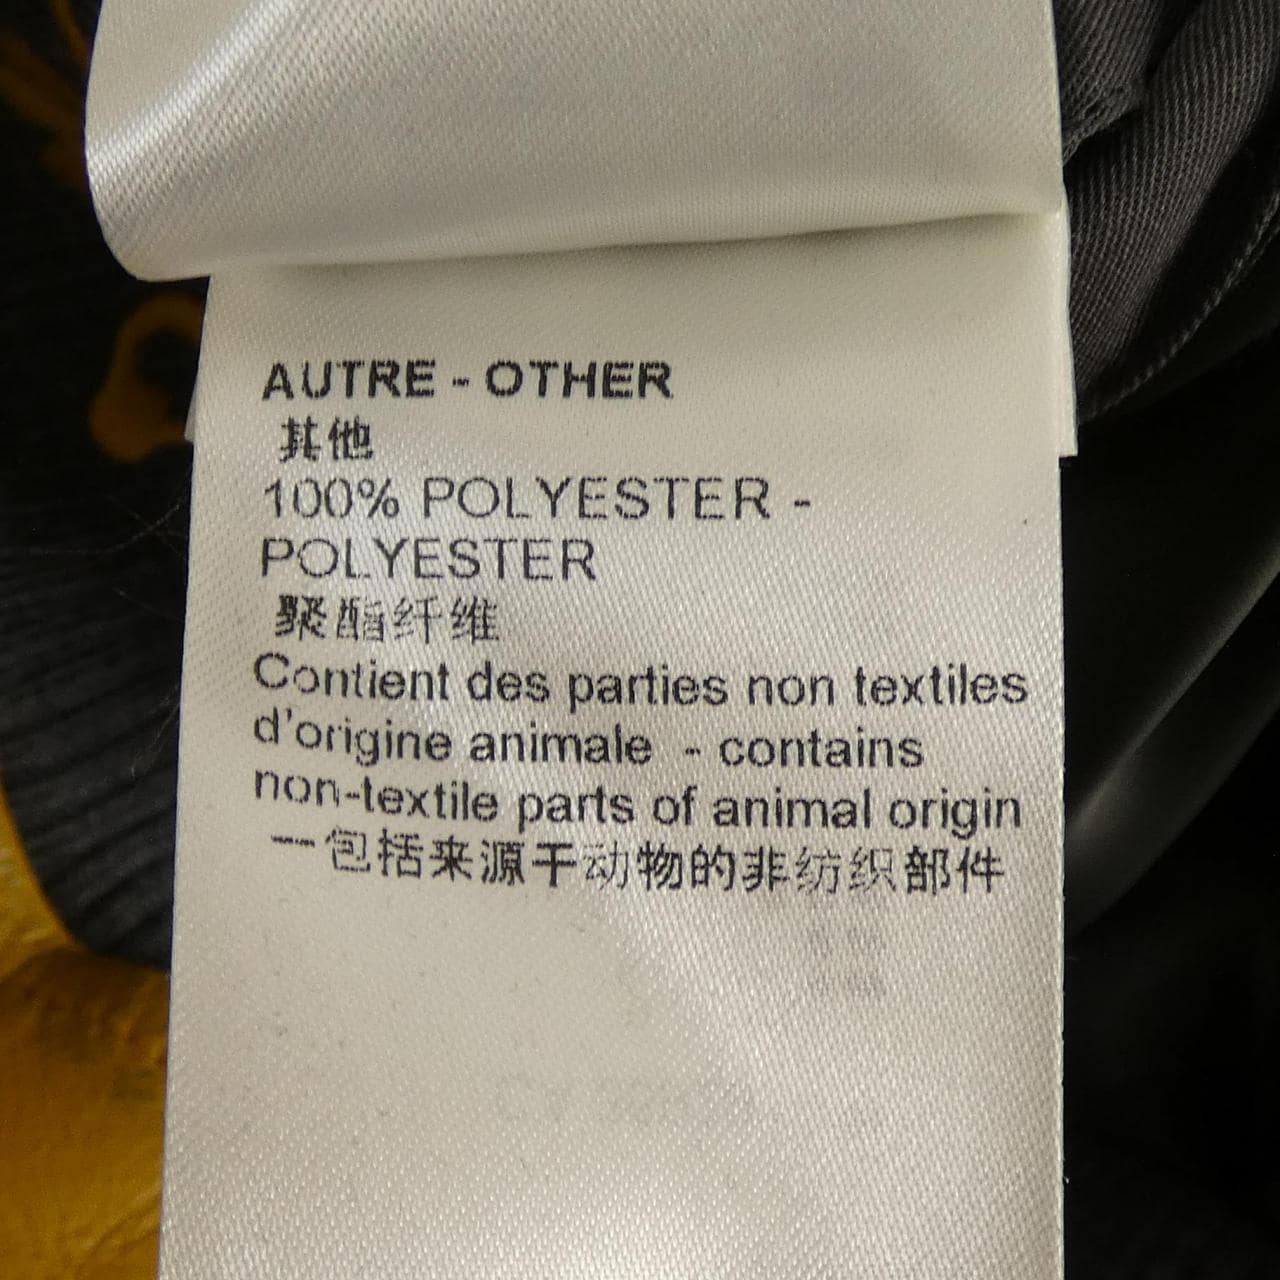 AUTRE - OTHER
其他
100% POLYESTER -
POLYESTER
聚酯纤维
Contient des parties non textiles
d'origine animale - contains
non-textile parts of animal origin
一包括来源于动物的非纺织部件